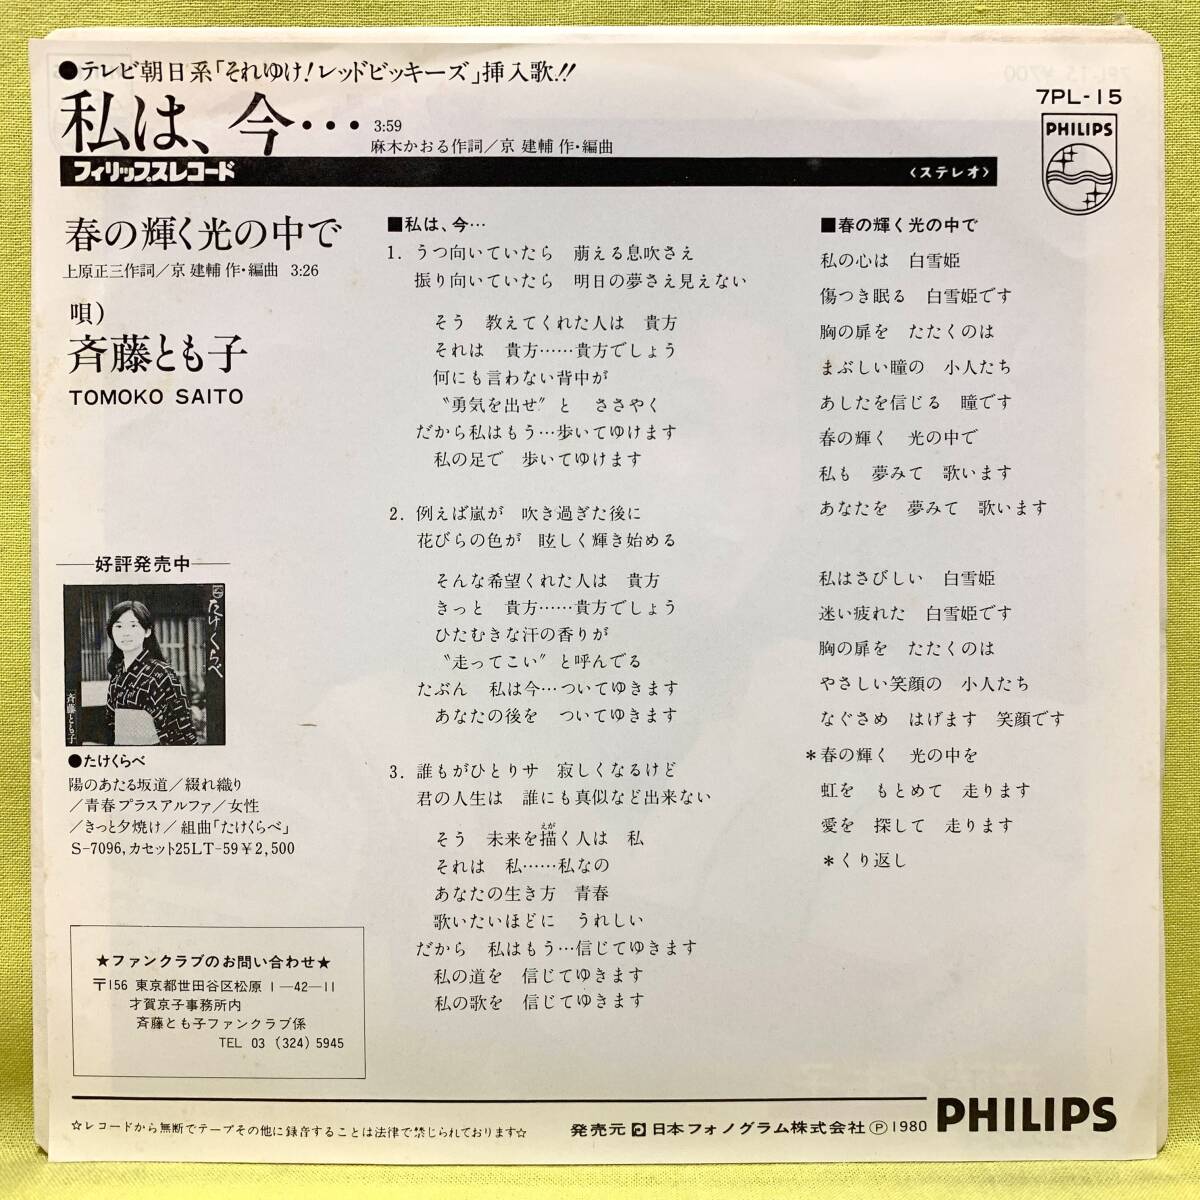 ●テレビ朝日系「それゆけ！レッドビッキーズ」挿入歌!!
私は、今… 3:59
麻木かおる作詞／京 建輔 作・編曲
7PL-15
PHILIPS
フィリップスレコード 〈ステレオ〉
春の輝く光の中で
上原正三作詞／京 建輔 作・編曲 3:26
唄）
斉藤とも子
TOMOKO SAITO
好評発売中
たけくらべ
斉藤とも子
●たけくらべ
陽のあたる坂道／綴れ織り
／青春プラスアルファ／女性
／きっと夕焼け／組曲「たけくらべ」
S-7096,カセット25LT-59￥2,500
★ファンクラブのお問い合わせ★
〒156 東京都世田谷区松原 1—42—11
才賀京子事務所内
斉藤とも子ファンクラブ係
TEL 03 (324) 5945
■私は、今…
1. うつ向いていたら　萠える息吹さえ
振り向いていたら　明日の夢さえ見えない
そう　教えてくれた人は　貴方
それは　貴方……貴方でしょう
何にも言わない背中が
〝勇気を出せ〟と　ささやく
だから私はもう…歩いてゆけます
私の足で　歩いてゆけます
2. 例えば嵐が　吹き過ぎた後に
花びらの色が　眩しく輝き始める
そんな希望くれた人は　貴方
きっと　貴方……貴方でしょう
ひたむきな汗の香りが
〝走ってこい〟と呼んでる
たぶん　私は今…ついてゆきます
あなたの後を　ついてゆきます
3. 誰もがひとりサ　寂しくなるけど
君の人生は　誰にも真似など出来ない
えが
そう　未来を描く人は　私
それは　私……私なの
あなたの生き方　青春
歌いたいほどに　うれしい
だから　私はもう…信じてゆきます
私の道を　信じてゆきます
私の歌を　信じてゆきます
■春の輝く光の中で
私の心は　白雪姫
傷つき眠る　白雪姫です
胸の扉を　たたくのは
まぶしい瞳の　小人たち
あしたを信じる　瞳です
春の輝く　光の中で
私も　夢みて　歌います
あなたを　夢みて　歌います
私はさびしい　白雪姫
迷い疲れた　白雪姫です
胸の扉を　たたくのは
やさしい笑顔の　小人たち
なぐさめ　はげます　笑顔です
＊春の輝く　光の中を
虹を　もとめて　走ります
愛を　探して　走ります
＊くり返し
☆レコードから無断でテープその他に録音することは法律で禁じられております☆
発売元 日本フォノグラム株式会社 Ⓟ1980 PHILIPS